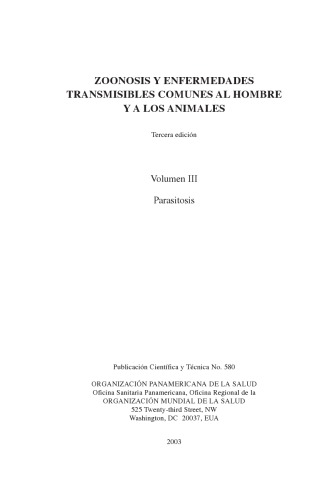 ZOONOSIS Y ENFERMEDADES
TRANSMISIBLES COMUNES AL HOMBRE
Y A LOS ANIMALES
Tercera edición
Volumen III
Parasitosis
Publicación Científica y Técnica No. 580
ORGANIZACIÓN PANAMERICANA DE LA SALUD
Oficina Sanitaria Panamericana, Oficina Regional de la
ORGANIZACIÓN MUNDIAL DE LA SALUD
525 Twenty-third Street, NW
Washington, DC 20037, EUA
2003